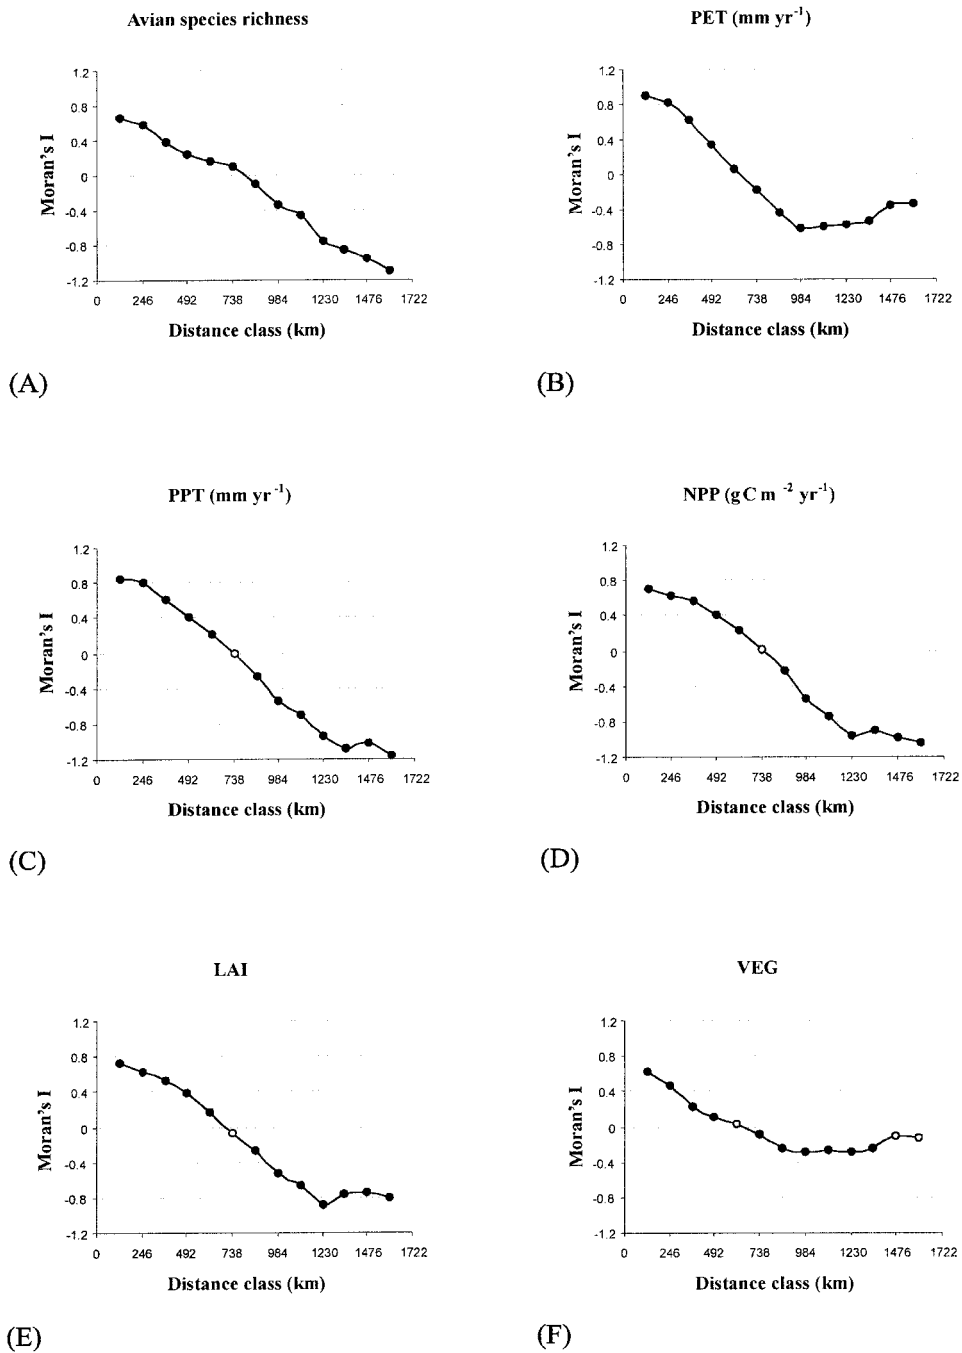 Avian species richness
1.2
0.8
0.4
0
-0.4
-0.8
-1.2
Moran's I
0 246 492 738 984 1230 1476 1722
Distance class (km)
(A)
PET (mm yr-1)
1.2
0.8
0.4
0
-0.4
-0.8
-1.2
Moran's I
0 246 492 738 984 1230 1476 1722
Distance class (km)
(B)
PPT (mm yr-1)
1.2
0.8
0.4
0
-0.4
-0.8
-1.2
Moran's I
0 246 492 738 984 1230 1476 1722
Distance class (km)
(C)
NPP (g C m-2 yr-1)
1.2
0.8
0.4
0
-0.4
-0.8
-1.2
Moran's I
0 246 492 738 984 1230 1476 1722
Distance class (km)
(D)
LAI
1.2
0.8
0.4
0
-0.4
-0.8
-1.2
Moran's I
0 246 492 738 984 1230 1476 1722
Distance class (km)
(E)
VEG
1.2
0.8
0.4
0
-0.4
-0.8
-1.2
Moran's I
0 246 492 738 984 1230 1476 1722
Distance class (km)
(F)